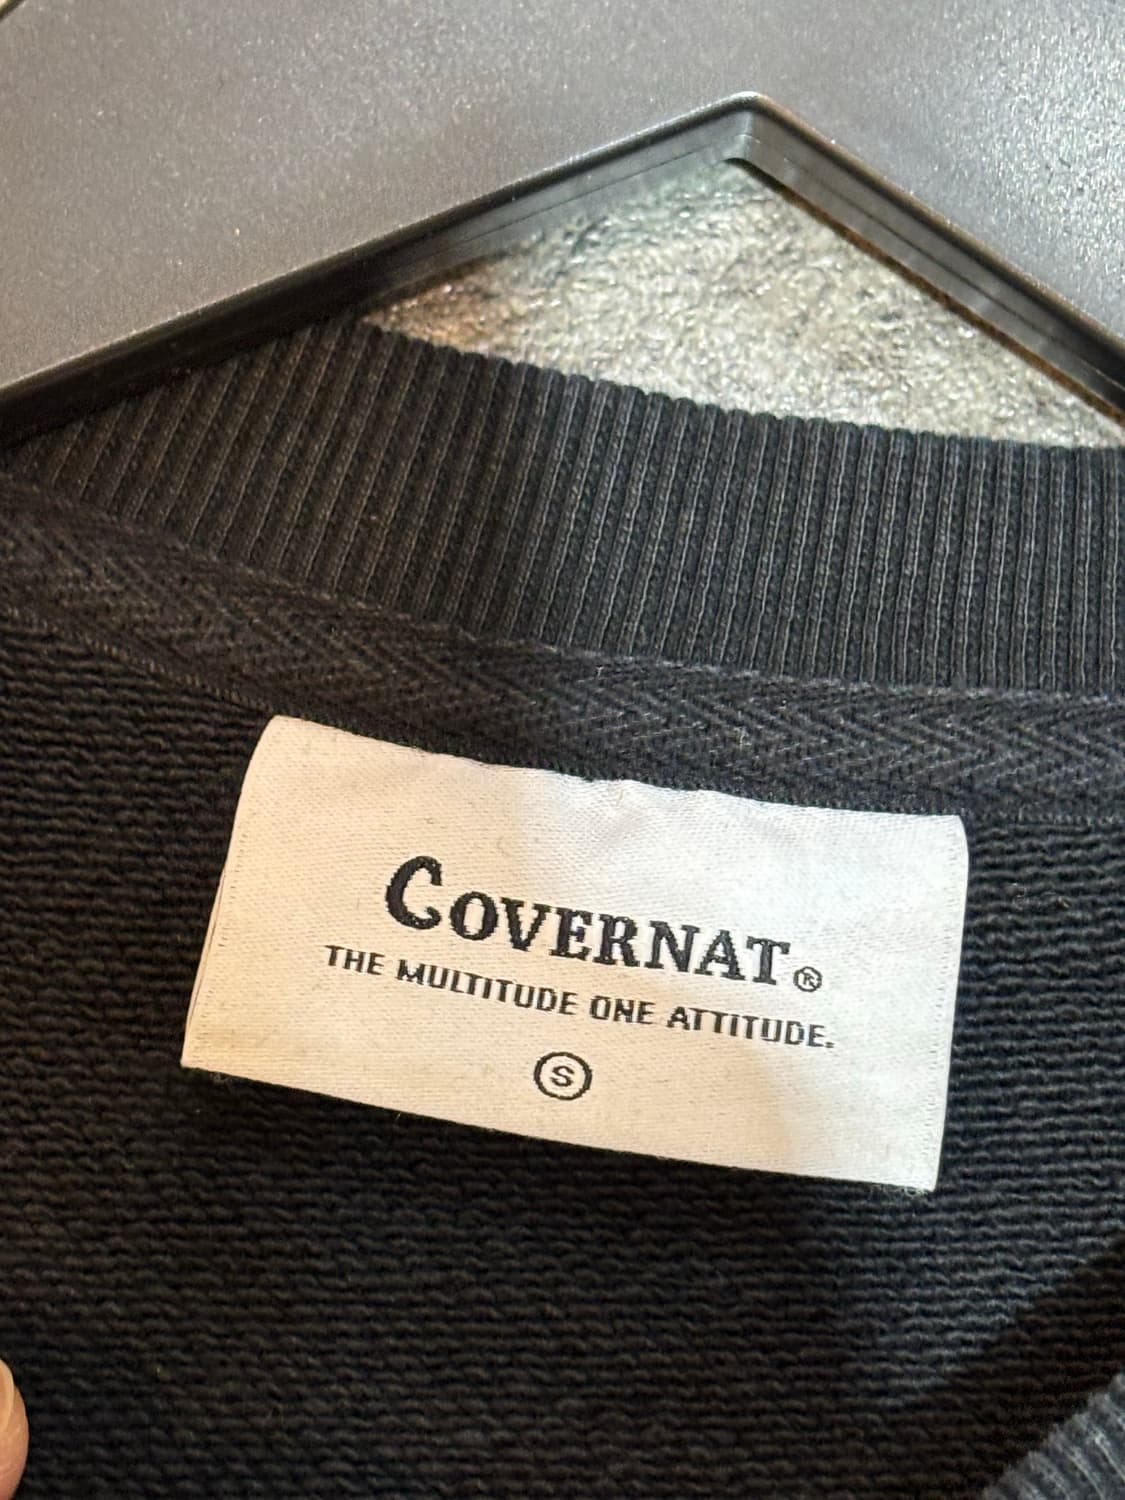 COVERNAT®
THE MULTITUDE ONE ATTITUDE.
S